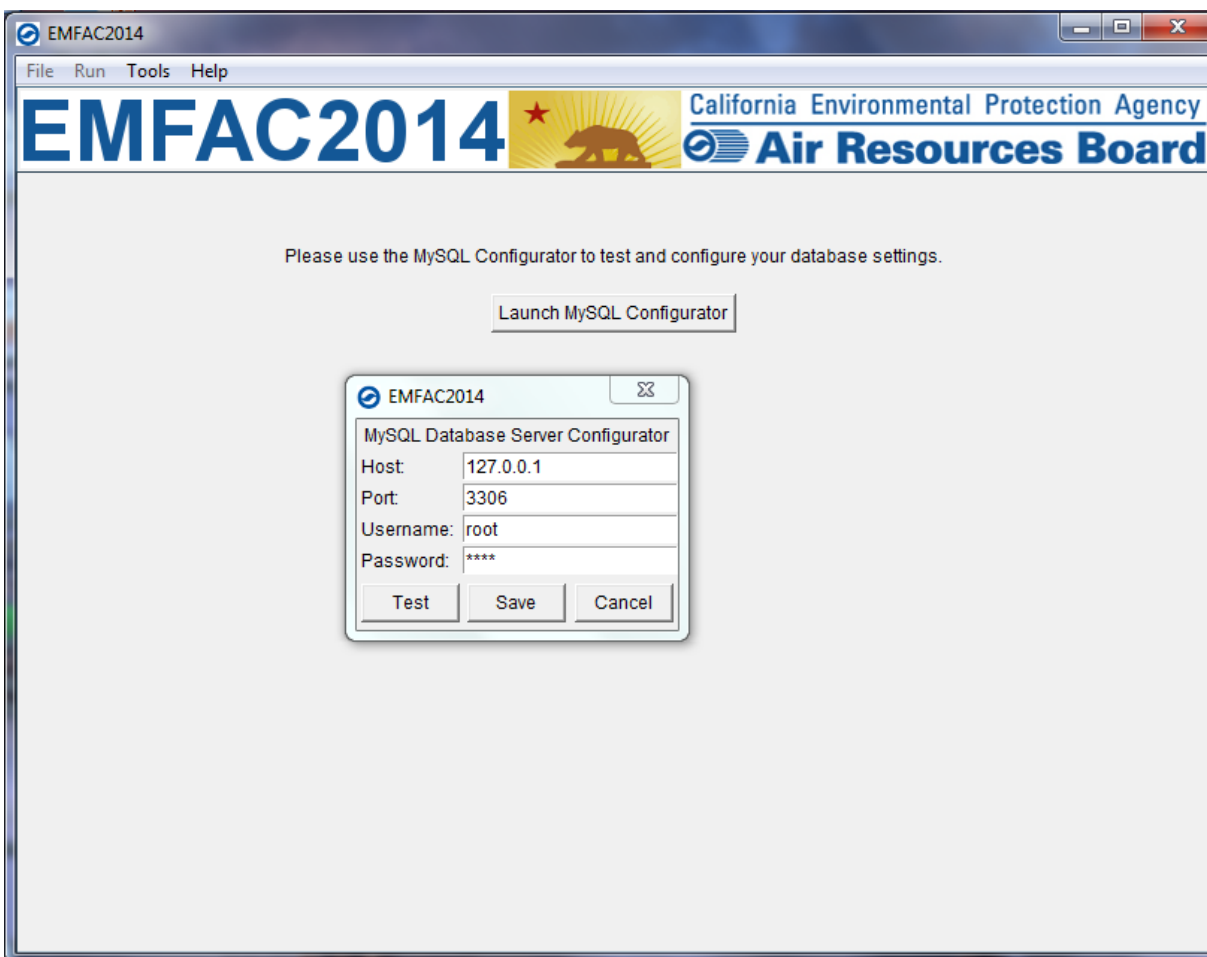 EMFAC2014
File Run Tools Help
EMFAC2014
California Environmental Protection Agency
Air Resources Board
Please use the MySQL Configurator to test and configure your database settings.
Launch MySQL Configurator
EMFAC2014
MySQL Database Server Configurator
Host: 127.0.0.1
Port: 3306
Username: root
Password: ****
Test Save Cancel